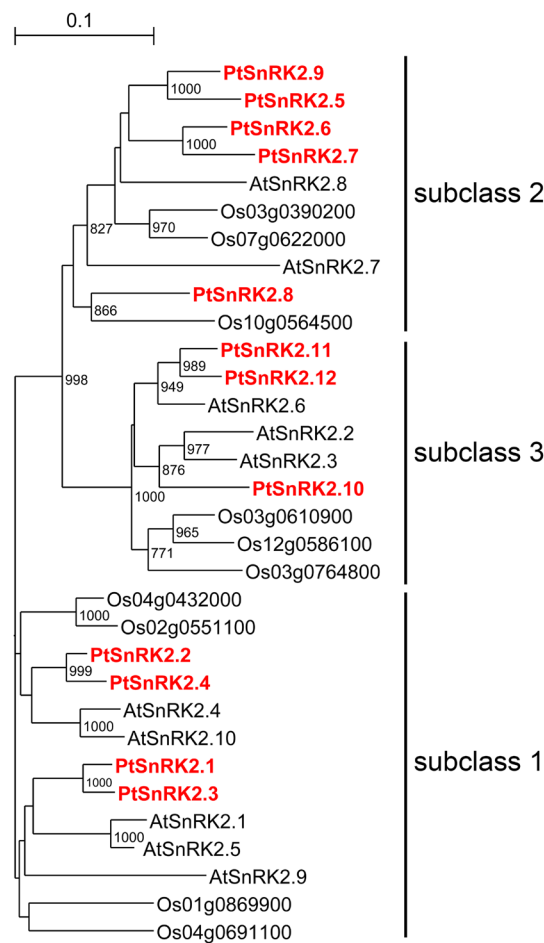 0.1
PtSnRK2.9
1000
PtSnRK2.5
PtSnRK2.6
1000
PtSnRK2.7
AtSnRK2.8
subclass 2
Os03g0390200
827
970
Os07g0622000
AtSnRK2.7
PtSnRK2.8
866
Os10g0564500
PtSnRK2.11
989
998
PtSnRK2.12
949
AtSnRK2.6
AtSnRK2.2
977
subclass 3
AtSnRK2.3
876
PtSnRK2.10
1000
Os03g0610900
965
Os12g0586100
771
Os03g0764800
Os04g0432000
1000
Os02g0551100
PtSnRK2.2
999
PtSnRK2.4
AtSnRK2.4
1000
AtSnRK2.10
subclass 1
PtSnRK2.1
1000
PtSnRK2.3
AtSnRK2.1
1000
AtSnRK2.5
AtSnRK2.9
Os01g0869900
Os04g0691100